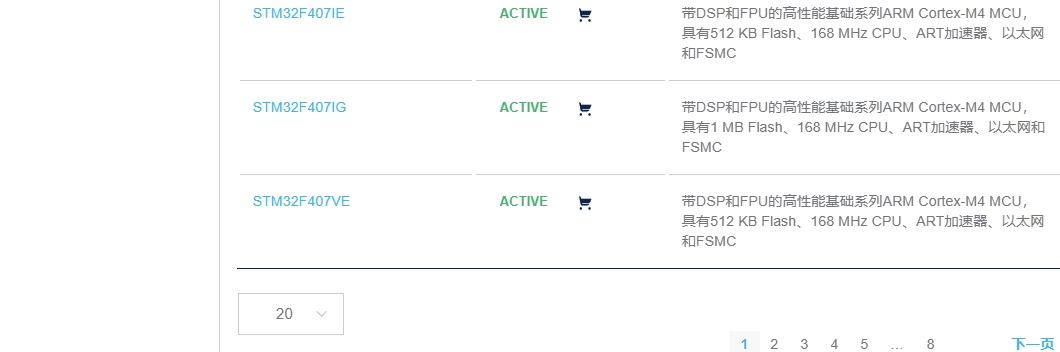 STM32F407IE ACTIVE 带DSP和FPU的高性能基础系列ARM Cortex-M4 MCU，
具有512 KB Flash、168 MHz CPU、ART加速器、以太网
和FSMC
STM32F407IG ACTIVE 带DSP和FPU的高性能基础系列ARM Cortex-M4 MCU，
具有1 MB Flash、168 MHz CPU、ART加速器、以太网和
FSMC
STM32F407VE ACTIVE 带DSP和FPU的高性能基础系列ARM Cortex-M4 MCU，
具有512 KB Flash、168 MHz CPU、ART加速器、以太网
和FSMC
20
1 2 3 4 5 … 8 下一页